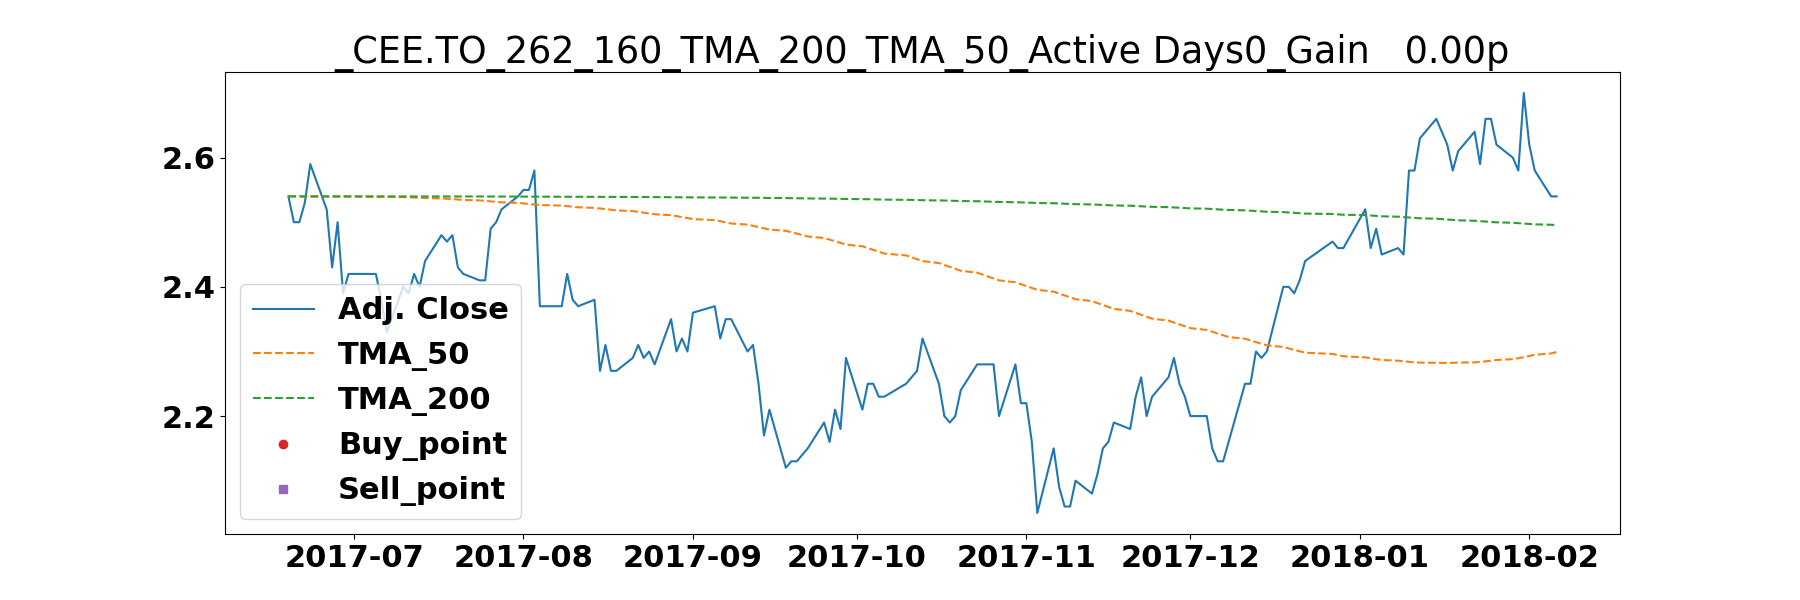 _CEE.TO_262_160_TMA_200_TMA_50_Active Days0_Gain   0.00p
2.6
2.4
2.2
Adj. Close
TMA_50
TMA_200
Buy_point
Sell_point
2017-07 2017-08 2017-09 2017-10 2017-11 2017-12 2018-01 2018-02